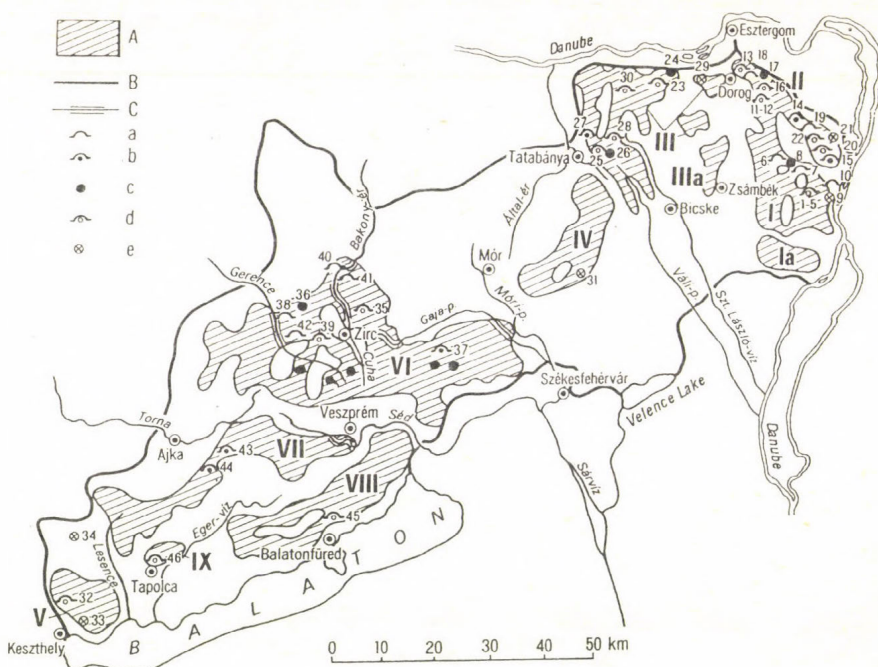 A
B
C
a
b
c
d
e
Esztergom
Danube
24
29
13
18
17
II
30
23
Dorog
16
11-12
14
19
21
27
28
III
22
20
15
Tatabánya
25
26
6
8
IIIa
Zsámbék
10
9
1-5
I
Bicske
Által-ér
IV
Ia
31
Váli-p.
Szt. László-víz
Bakony-ér
40
Mór
Móri-p.
Gerence
41
36
38
35
42
39
Zirc
Gaja-p.
Cuha
VI
37
Székesfehérvár
Velence Lake
Danube
Torna
Veszprém
Séd
Ajka
VII
43
44
VIII
Sárvíz
Eger-víz
45
34
Lesence
IX
Balatonfüred
46
Tapolca
32
V
33
Keszthely
BALATON
0 10 20 30 40 50 km